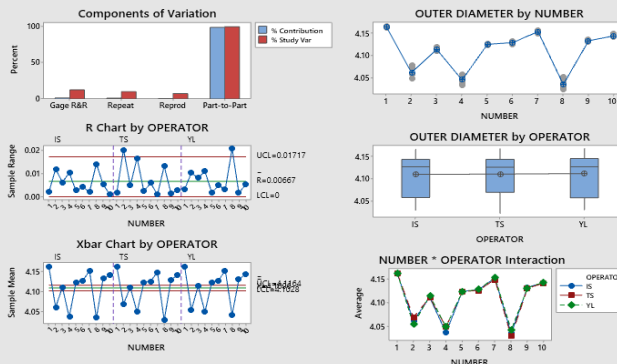 Components of Variation
100
50
0
Percent
Gage R&R
Repeat
Reprod
Part-to-Part
% Contribution
% Study Var
R Chart by OPERATOR
IS
TS
YL
0.02
0.01
0.00
Sample Range
UCL=0.01717
R=0.00667
LCL=0
NUMBER
Xbar Chart by OPERATOR
IS
TS
YL
4.15
4.10
4.05
Sample Mean
NUMBER
OUTER DIAMETER by NUMBER
4.15
4.05
1 2 3 4 5 6 7 8 9 10
NUMBER
OUTER DIAMETER by OPERATOR
4.15
4.05
IS
TS
YL
OPERATOR
NUMBER * OPERATOR Interaction
4.15
4.10
4.05
Average
1 2 3 4 5 6 7 8 9 10
NUMBER
OPERATOR
IS
TS
YL